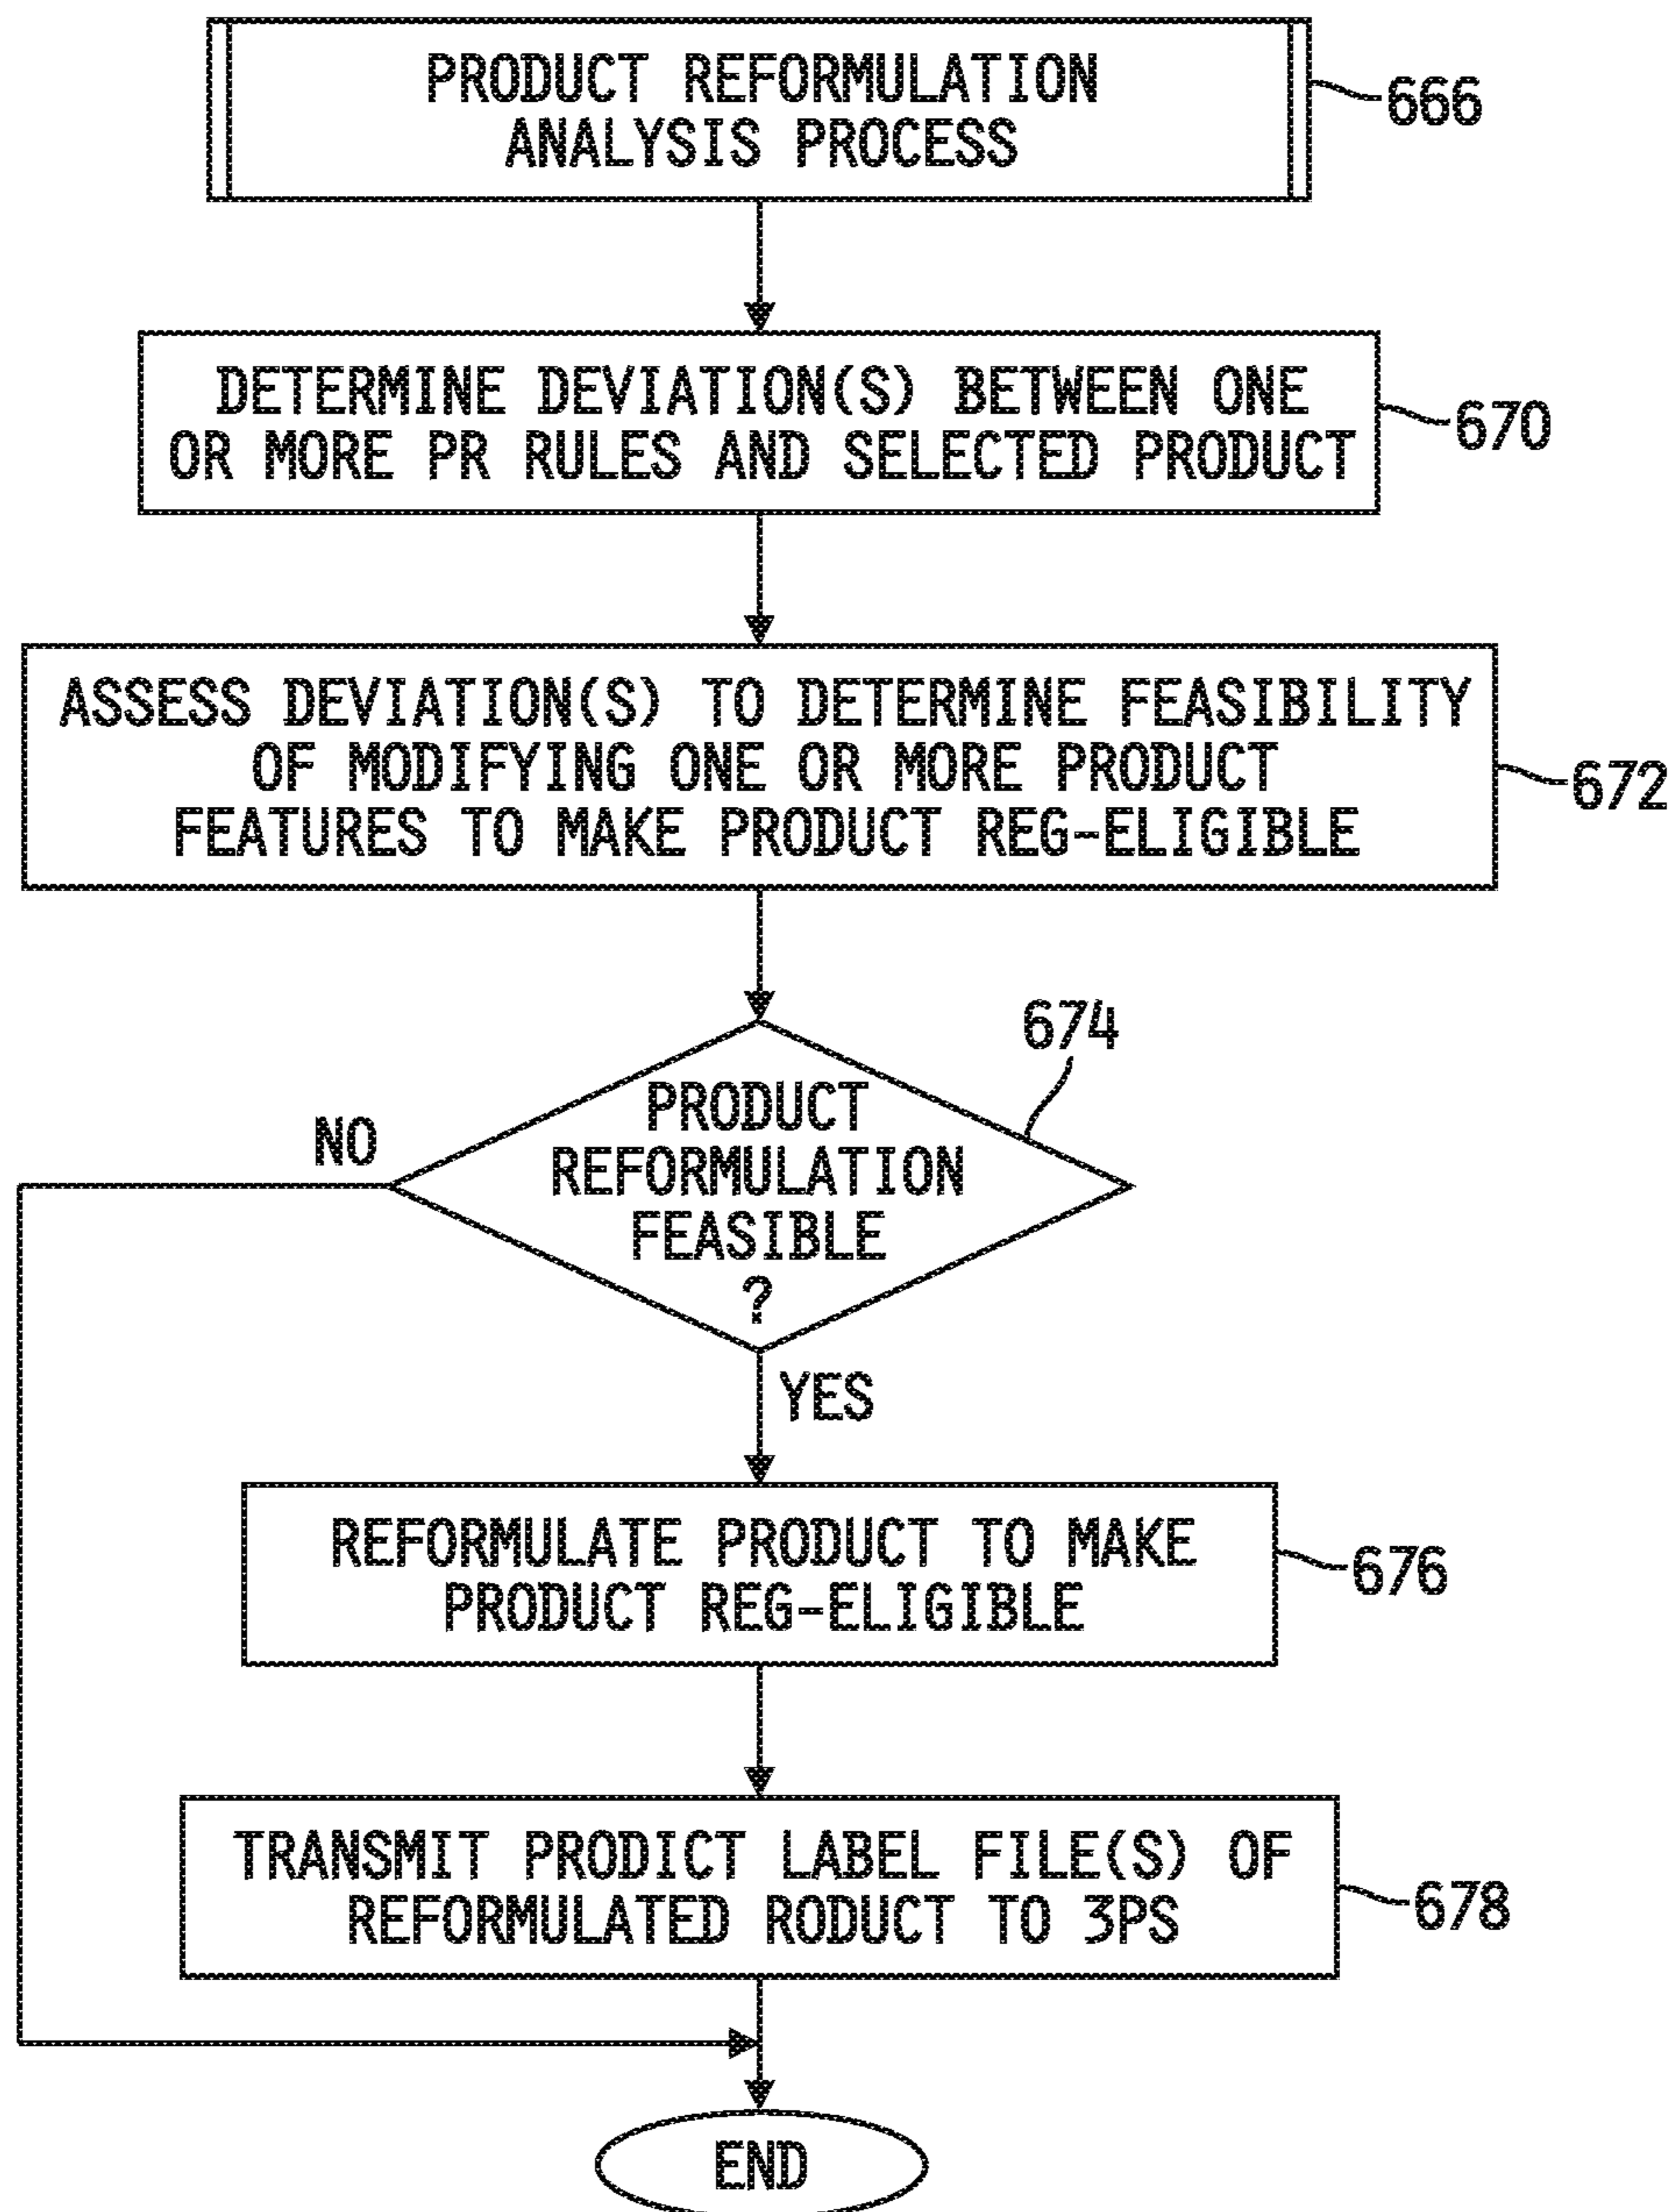 PRODUCT REFORMULATION
ANALYSIS PROCESS
666
DETERMINE DEVIATION(S) BETWEEN ONE
OR MORE PR RULES AND SELECTED PRODUCT
670
ASSESS DEVIATION(S) TO DETERMINE FEASIBILITY
OF MODIFYING ONE OR MORE PRODUCT
FEATURES TO MAKE PRODUCT REG-ELIGIBLE
672
674
PRODUCT
REFORMULATION
FEASIBLE
?
NO
YES
REFORMULATE PRODUCT TO MAKE
PRODUCT REG-ELIGIBLE
676
TRANSMIT PRODICT LABEL FILE(S) OF
REFORMULATED RODUCT TO 3PS
678
END